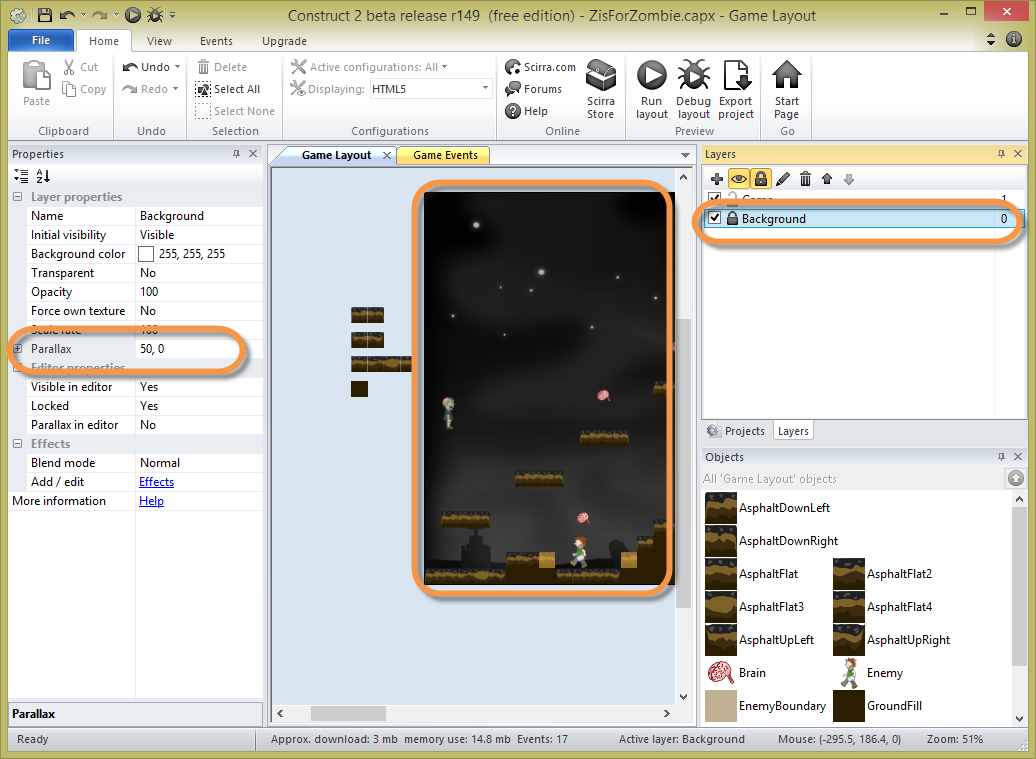 Construct 2 beta release r149 (free edition) - ZisForZombie.capx - Game Layout
File Home View Events Upgrade
Paste Cut Copy
Undo Redo
Delete Select All Select None
Active configurations: All
Displaying: HTML5
Scirra.com Forums Help
Scirra Store
Run layout
Debug layout
Export project
Start Page
Clipboard Undo Selection Configurations Online Preview Go
Properties
Layer properties
Name Background
Initial visibility Visible
Background color 255, 255, 255
Transparent No
Opacity 100
Force own texture No
Scale rate 100
Parallax 50, 0
Editor properties
Visible in editor Yes
Locked Yes
Parallax in editor No
Effects
Blend mode Normal
Add / edit Effects
More information Help
Parallax
Game Layout Game Events
Layers
Game 1
Background 0
Projects Layers
Objects
All 'Game Layout' objects
AsphaltDownLeft
AsphaltDownRight
AsphaltFlat AsphaltFlat2
AsphaltFlat3 AsphaltFlat4
AsphaltUpLeft AsphaltUpRight
Brain Enemy
EnemyBoundary GroundFill
Ready Approx. download: 3 mb memory use: 14.8 mb Events: 17 Active layer: Background Mouse: (-295.5, 186.4, 0) Zoom: 51%